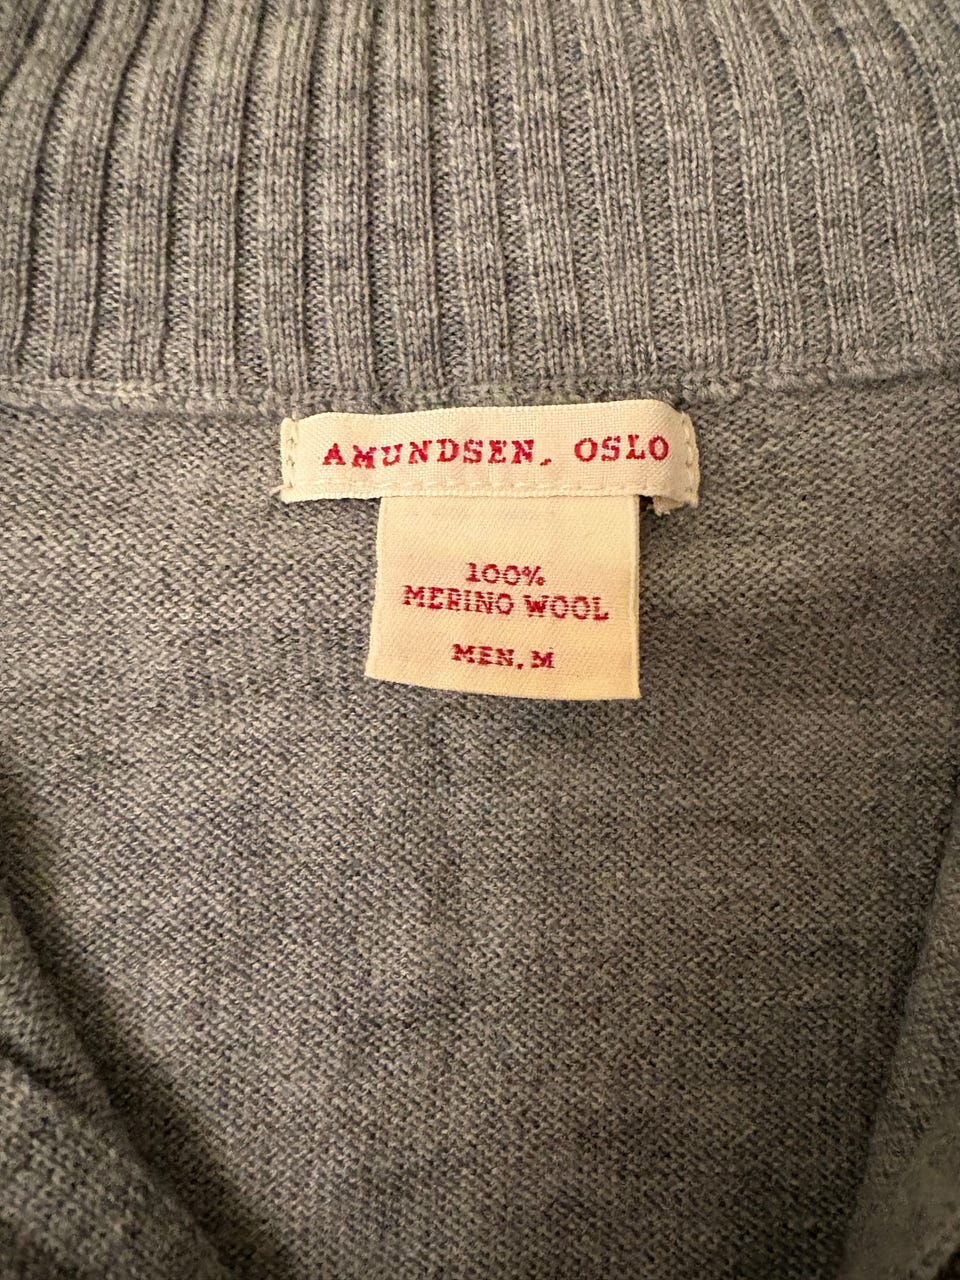 AMUNDSEN, OSLO
100%
MERINO WOOL
MEN, M